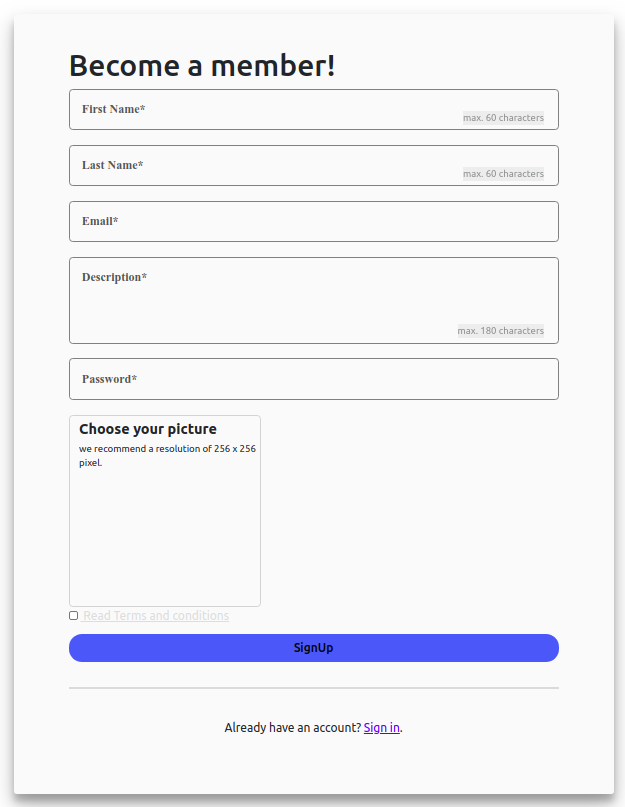 Become a member!
First Name*
max. 60 characters
Last Name*
max. 60 characters
Email*
Description*
max. 180 characters
Password*
Choose your picture
we recommend a resolution of 256 x 256
pixel.
Read Terms and conditions
SignUp
Already have an account? Sign in.